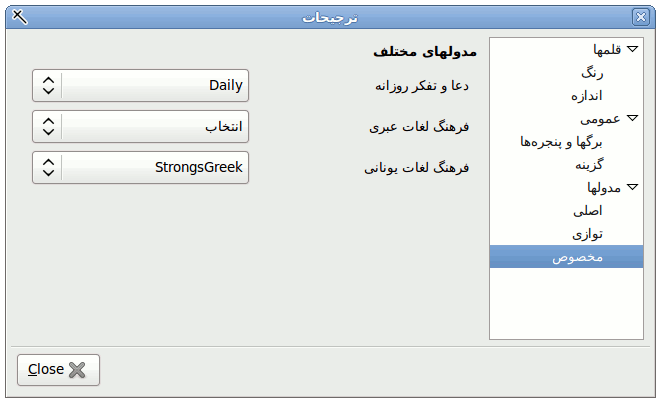 ترجیحات
قلمها
رنگ
اندازه
عمومی
برگها و پنجره‌ها
گزینه
مدولها
اصلی
توازی
مخصوص
مدولهای مختلف
دعا و تفکر روزانه
Daily
فرهنگ لغات عبری
انتخاب
فرهنگ لغات یونانی
StrongsGreek
Close